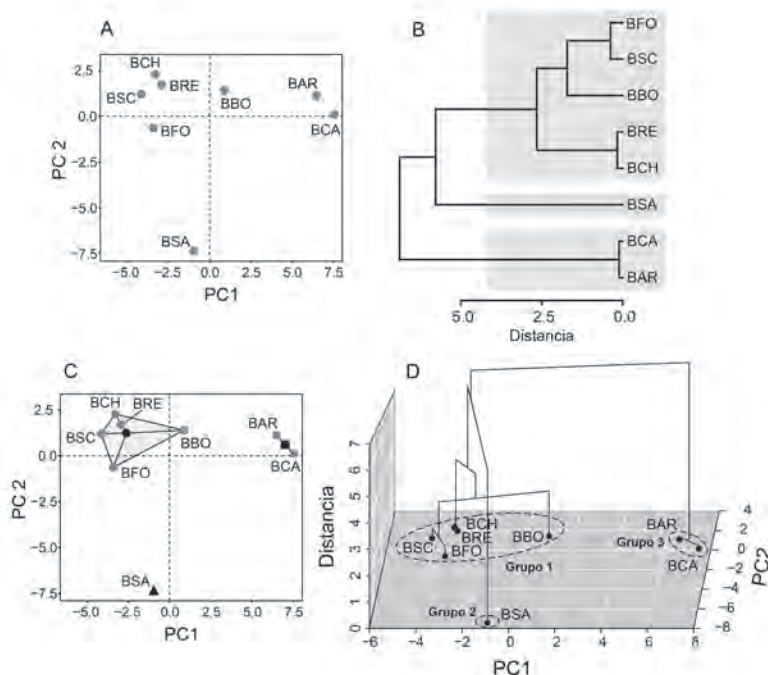 A
BCH
BRE
BSC
BBO
BAR
BCA
BFO
BSA
2.5
0.0
−2.5
−5.0
−7.5
PC 2
−5.0
−2.5
0.0
2.5
5.0
7.5
PC1
B
BFO
BSC
BBO
BRE
BCH
BSA
BCA
BAR
5.0
2.5
0.0
Distancia
C
BCH
BRE
BSC
BBO
BAR
BCA
BFO
BSA
2.5
0.0
−2.5
−5.0
−7.5
PC 2
−5.0
−2.5
0.0
2.5
5.0
7.5
PC1
D
7
6
5
4
3
2
1
0
Distancia
BCH
BRE
BSC
BFO
BBO
BAR
BCA
Grupo 1
Grupo 3
Grupo 2
BSA
4
2
0
−2
−4
−6
−8
PC2
−6
−4
−2
0
2
4
6
8
PC1